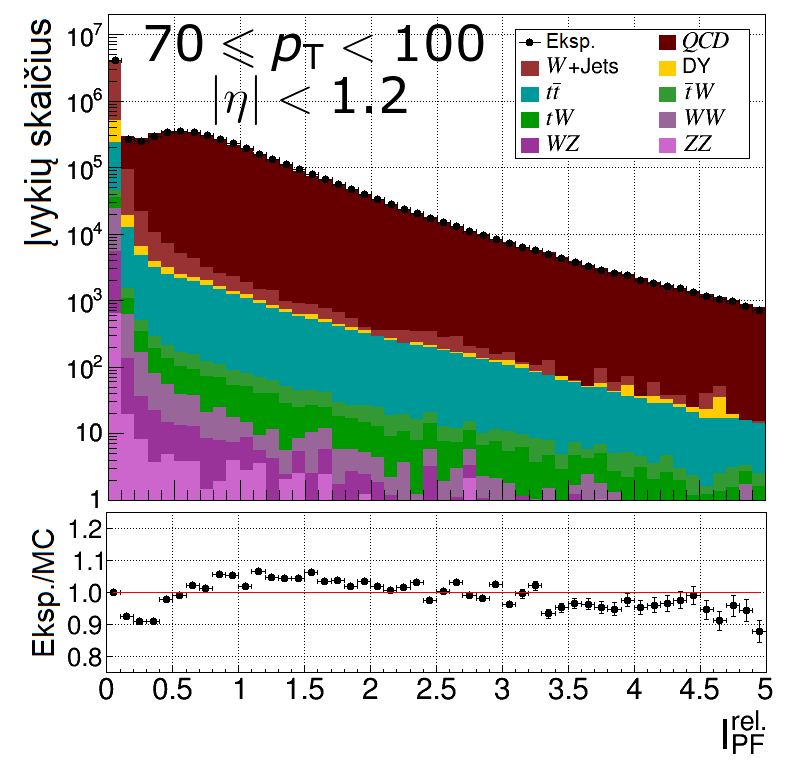 70 ⩽ p_T < 100
|η| < 1.2
Įvykių skaičius
10^7
10^6
10^5
10^4
10^3
10^2
10
1
Eksp. QCD
W+Jets DY
tt̄ t̄W
tW WW
WZ ZZ
Eksp./MC
1.2
1.1
1.0
0.9
0.8
0 0.5 1 1.5 2 2.5 3 3.5 4 4.5 5
I_PF^rel.